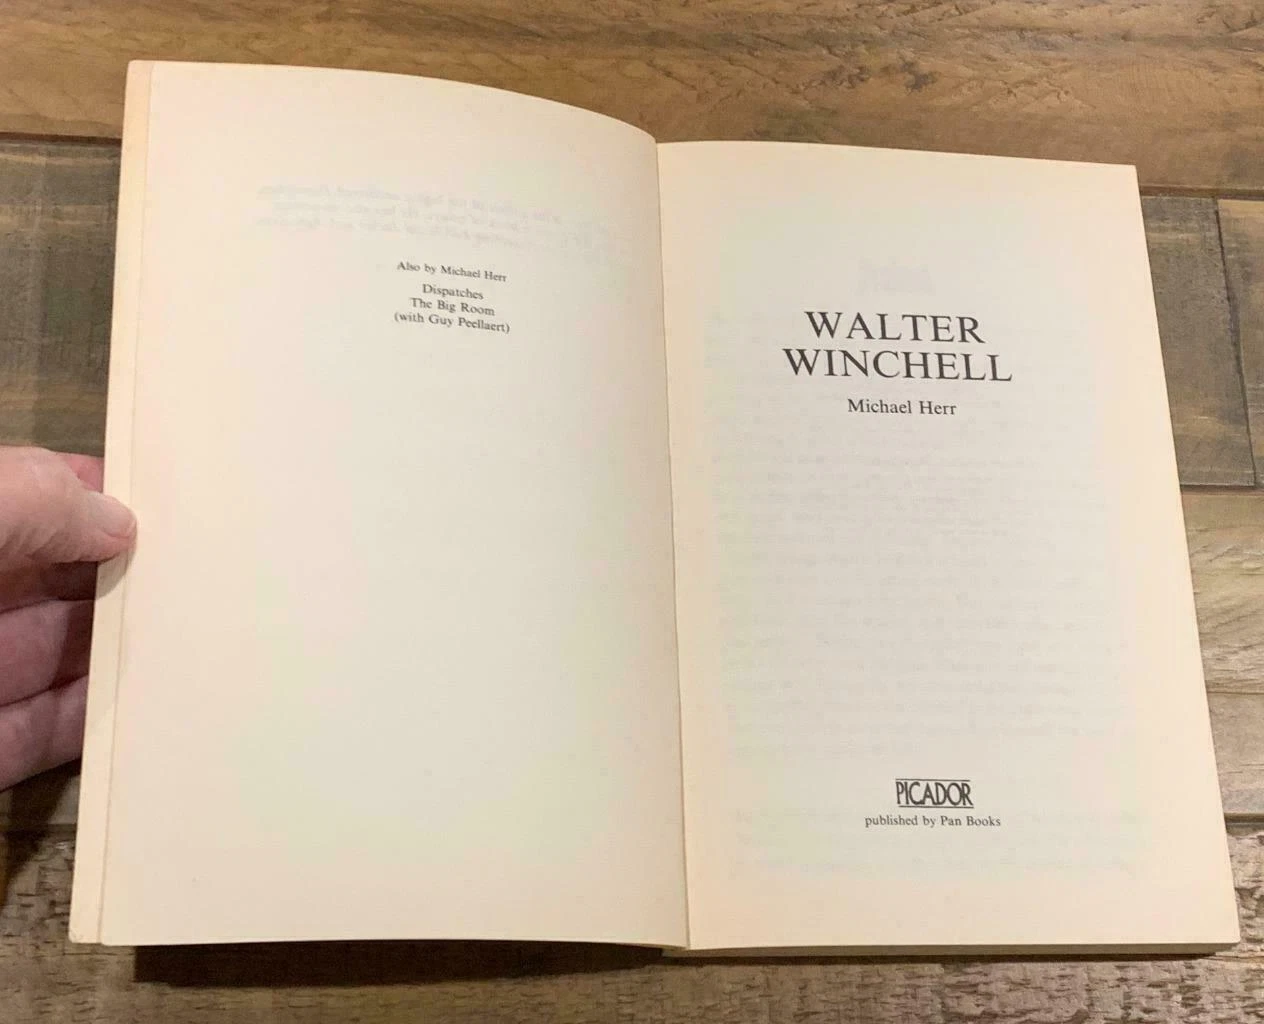 Also by Michael Herr
Dispatches
The Big Room
(with Guy Peellaert)
WALTER
WINCHELL
Michael Herr
PICADOR
published by Pan Books